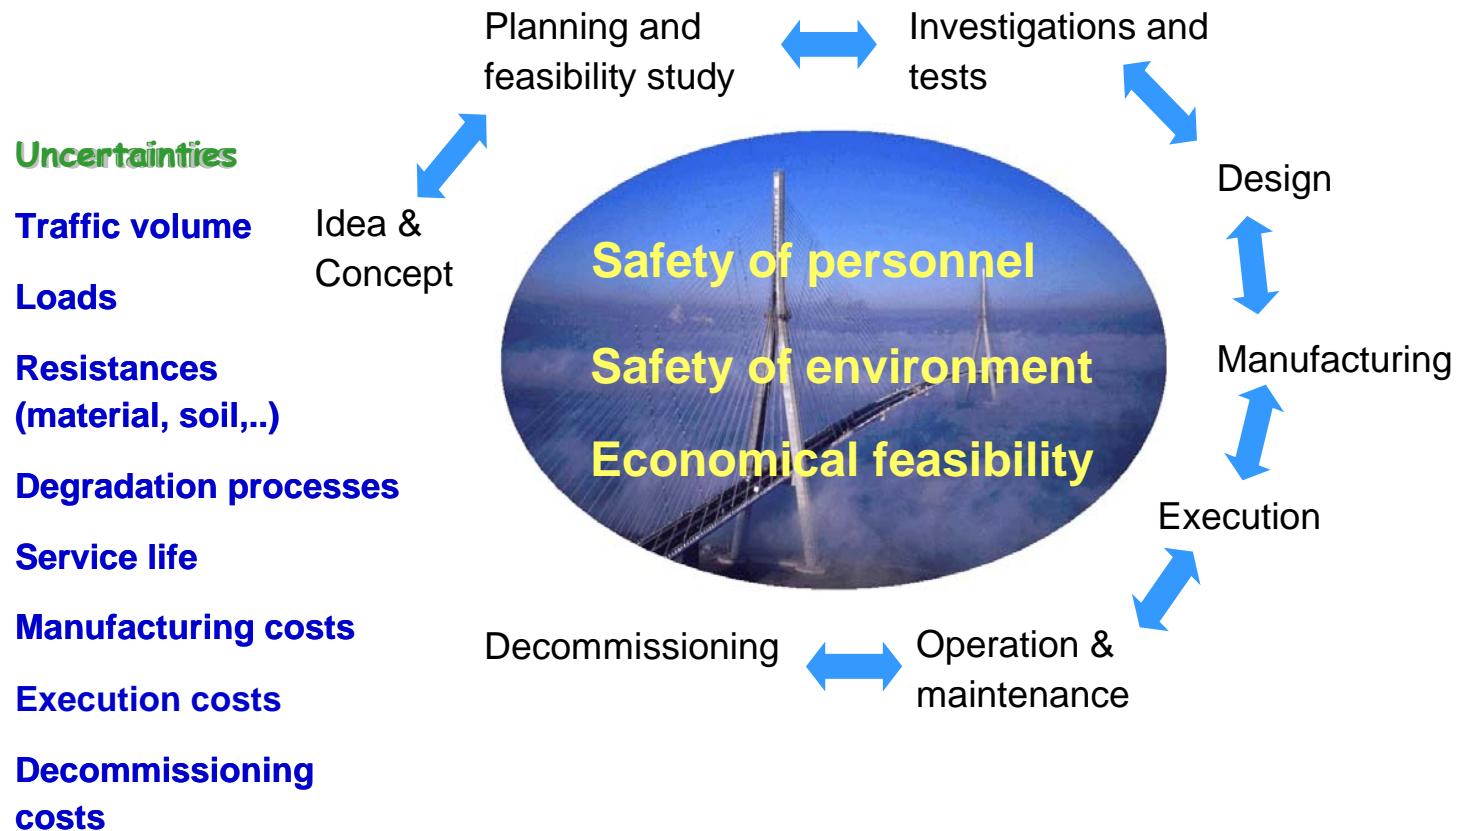 Planning and
feasibility study
Investigations and
tests
Uncertainties
Traffic volume
Loads
Resistances
(material, soil,..)
Degradation processes
Service life
Manufacturing costs
Execution costs
Decommissioning
costs
Idea &
Concept
Safety of personnel
Safety of environment
Economical feasibility
Design
Manufacturing
Execution
Operation &
maintenance
Decommissioning